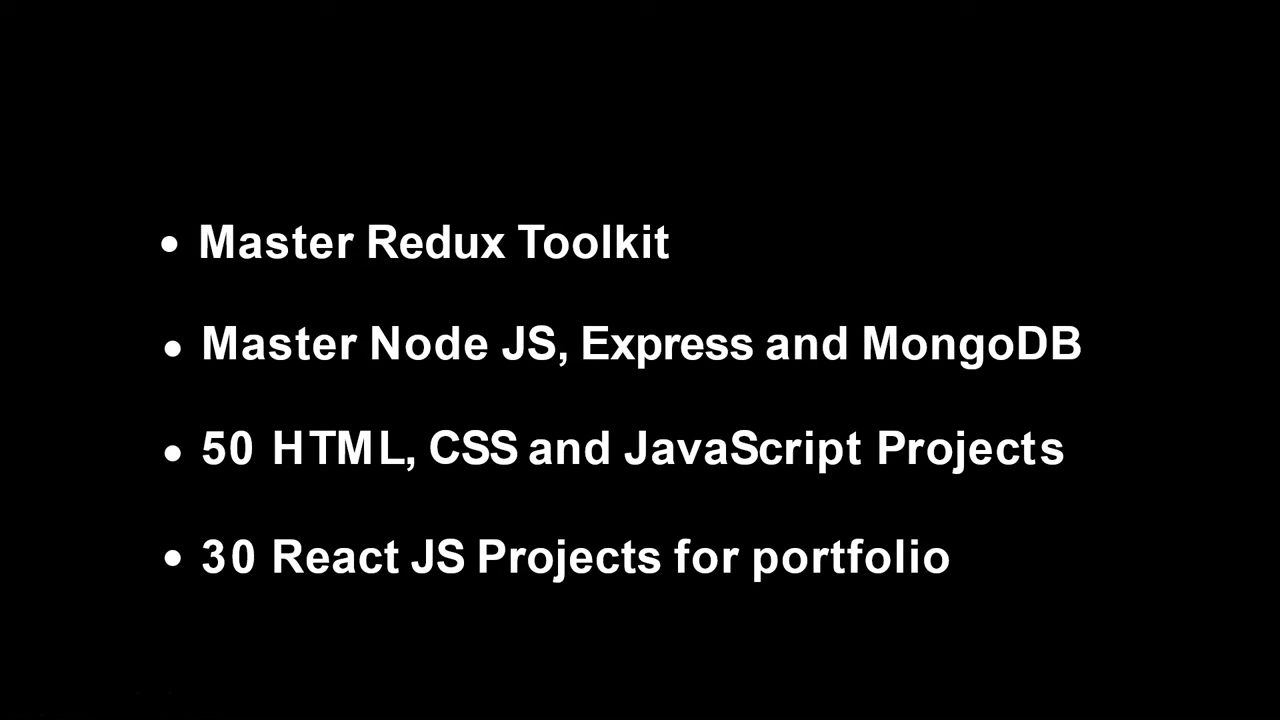 • Master Redux Toolkit
• Master Node JS, Express and MongoDB
• 50 HTML, CSS and JavaScript Projects
• 30 React JS Projects for portfolio